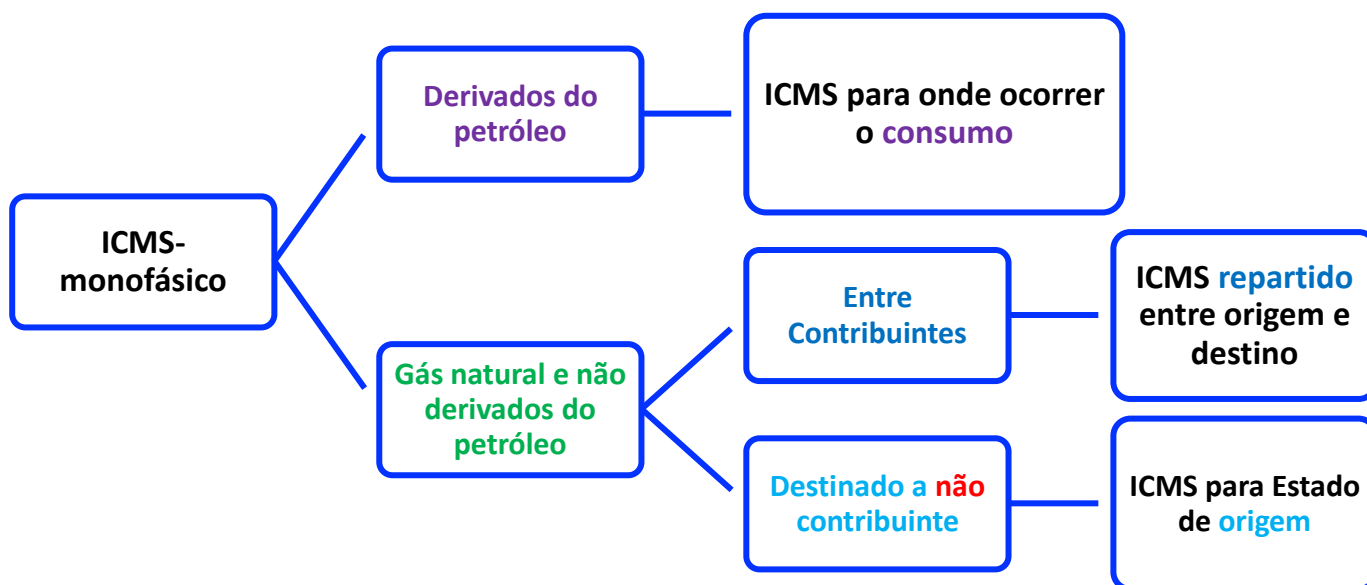 ICMS-
monofásico
Derivados do
petróleo
ICMS para onde ocorrer
o consumo
Gás natural e não
derivados do
petróleo
Entre
Contribuintes
ICMS repartido
entre origem e
destino
Destinado a não
contribuinte
ICMS para Estado
de origem